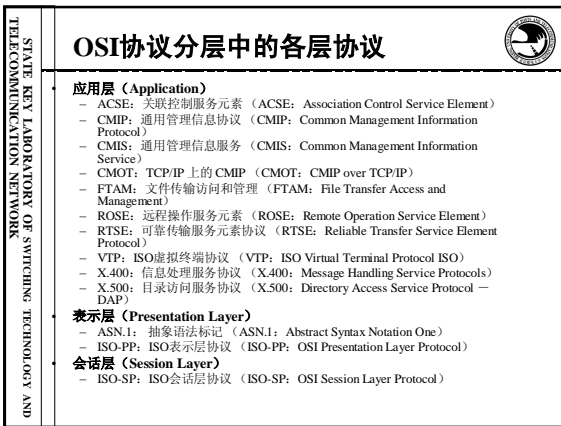 STATE KEY LABORATORY OF SWITCHING TECHNOLOGY AND
TELECOMMUNICATION NETWORK
OSI协议分层中的各层协议
• 应用层（Application）
– ACSE：关联控制服务元素 （ACSE：Association Control Service Element）
– CMIP：通用管理信息协议 （CMIP：Common Management Information
Protocol）
– CMIS：通用管理信息服务 （CMIS：Common Management Information
Service）
– CMOT：TCP/IP 上的 CMIP （CMOT：CMIP over TCP/IP）
– FTAM：文件传输访问和管理 （FTAM：File Transfer Access and
Management）
– ROSE：远程操作服务元素 （ROSE：Remote Operation Service Element）
– RTSE：可靠传输服务元素协议 （RTSE：Reliable Transfer Service Element
Protocol）
– VTP：ISO虚拟终端协议 （VTP：ISO Virtual Terminal Protocol ISO）
– X.400：信息处理服务协议 （X.400：Message Handling Service Protocols）
– X.500：目录访问服务协议 （X.500：Directory Access Service Protocol －
DAP）
• 表示层（Presentation Layer）
– ASN.1： 抽象语法标记 （ASN.1：Abstract Syntax Notation One）
– ISO-PP：ISO表示层协议 （ISO-PP：OSI Presentation Layer Protocol）
• 会话层（Session Layer）
– ISO-SP：ISO会话层协议 （ISO-SP：OSI Session Layer Protocol）